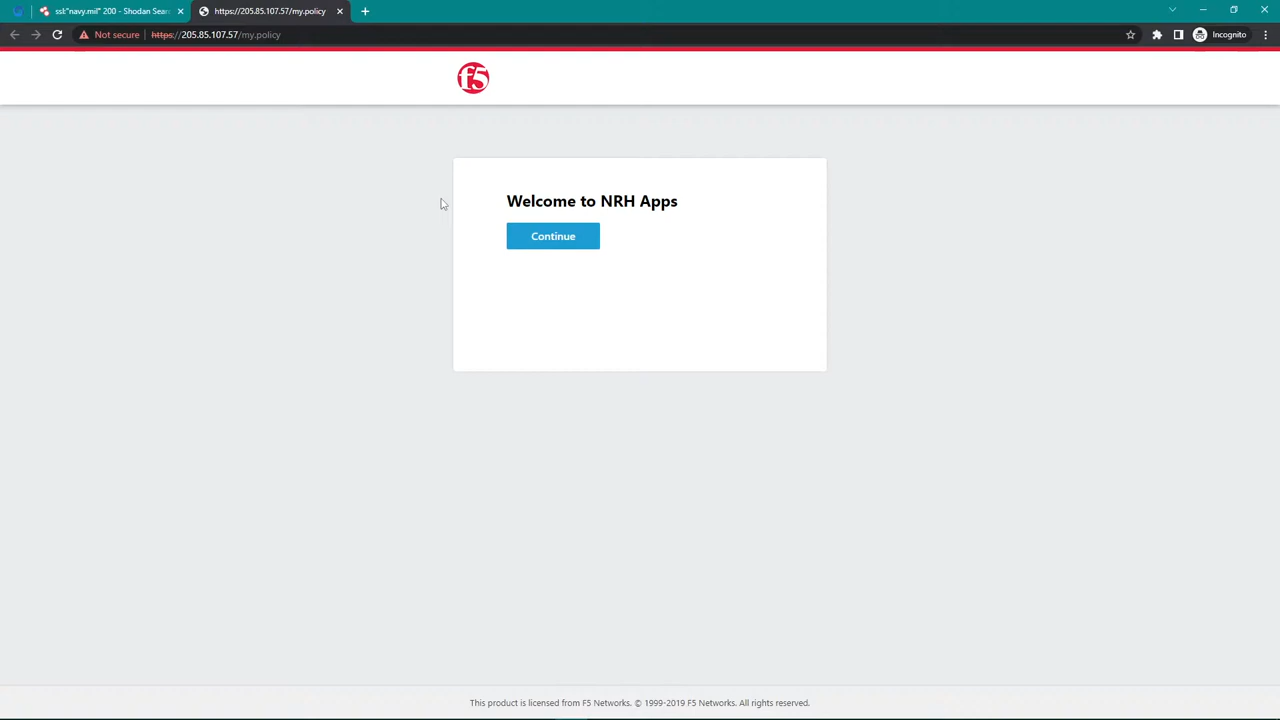 ssl:"navy.mil" 200 - Shodan Sear
https://205.85.107.57/my.policy
Not secure
https://205.85.107.57/my.policy
Incognito
f5
Welcome to NRH Apps
Continue
This product is licensed from F5 Networks. © 1999-2019 F5 Networks. All rights reserved.